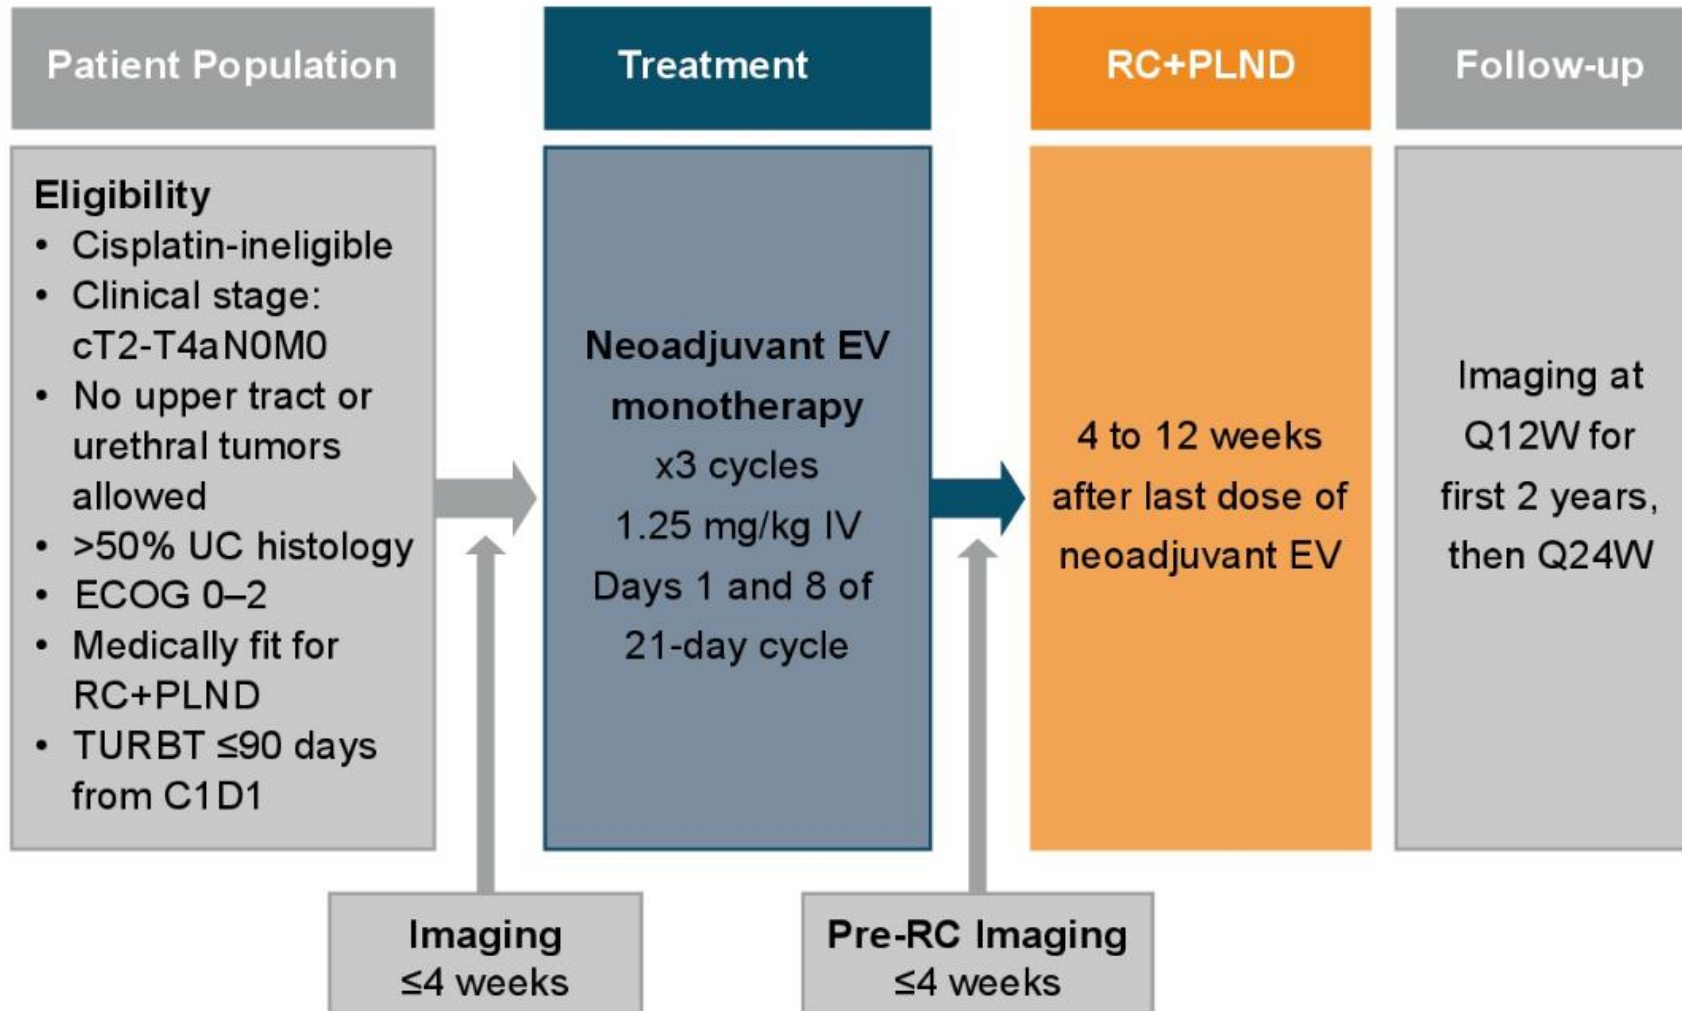 Patient Population
Treatment
RC+PLND
Follow-up
Eligibility
• Cisplatin-ineligible
• Clinical stage:
cT2-T4aN0M0
• No upper tract or
urethral tumors
allowed
• >50% UC histology
• ECOG 0–2
• Medically fit for
RC+PLND
• TURBT ≤90 days
from C1D1
Neoadjuvant EV
monotherapy
x3 cycles
1.25 mg/kg IV
Days 1 and 8 of
21-day cycle
4 to 12 weeks
after last dose of
neoadjuvant EV
Imaging at
Q12W for
first 2 years,
then Q24W
Imaging
≤4 weeks
Pre-RC Imaging
≤4 weeks